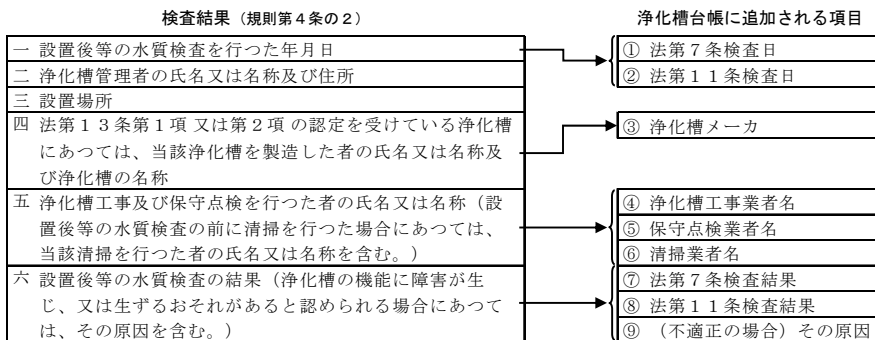 検査結果（規則第４条の２）
一 設置後等の水質検査を行つた年月日
二 浄化槽管理者の氏名又は名称及び住所
三 設置場所
四 法第１３条第１項 又は第２項 の認定を受けている浄化槽
にあつては、当該浄化槽を製造した者の氏名又は名称及
び浄化槽の名称
五 浄化槽工事及び保守点検を行つた者の氏名又は名称（設
置後等の水質検査の前に清掃を行つた場合にあつては、
当該清掃を行つた者の氏名又は名称を含む。）
六 設置後等の水質検査の結果（浄化槽の機能に障害が生
じ、又は生ずるおそれがあると認められる場合にあつて
は、その原因を含む。）
浄化槽台帳に追加される項目
① 法第７条検査日
② 法第１１条検査日
③ 浄化槽メーカ
④ 浄化槽工事業者名
⑤ 保守点検業者名
⑥ 清掃業者名
⑦ 法第７条検査結果
⑧ 法第１１条検査結果
⑨ （不適正の場合）その原因